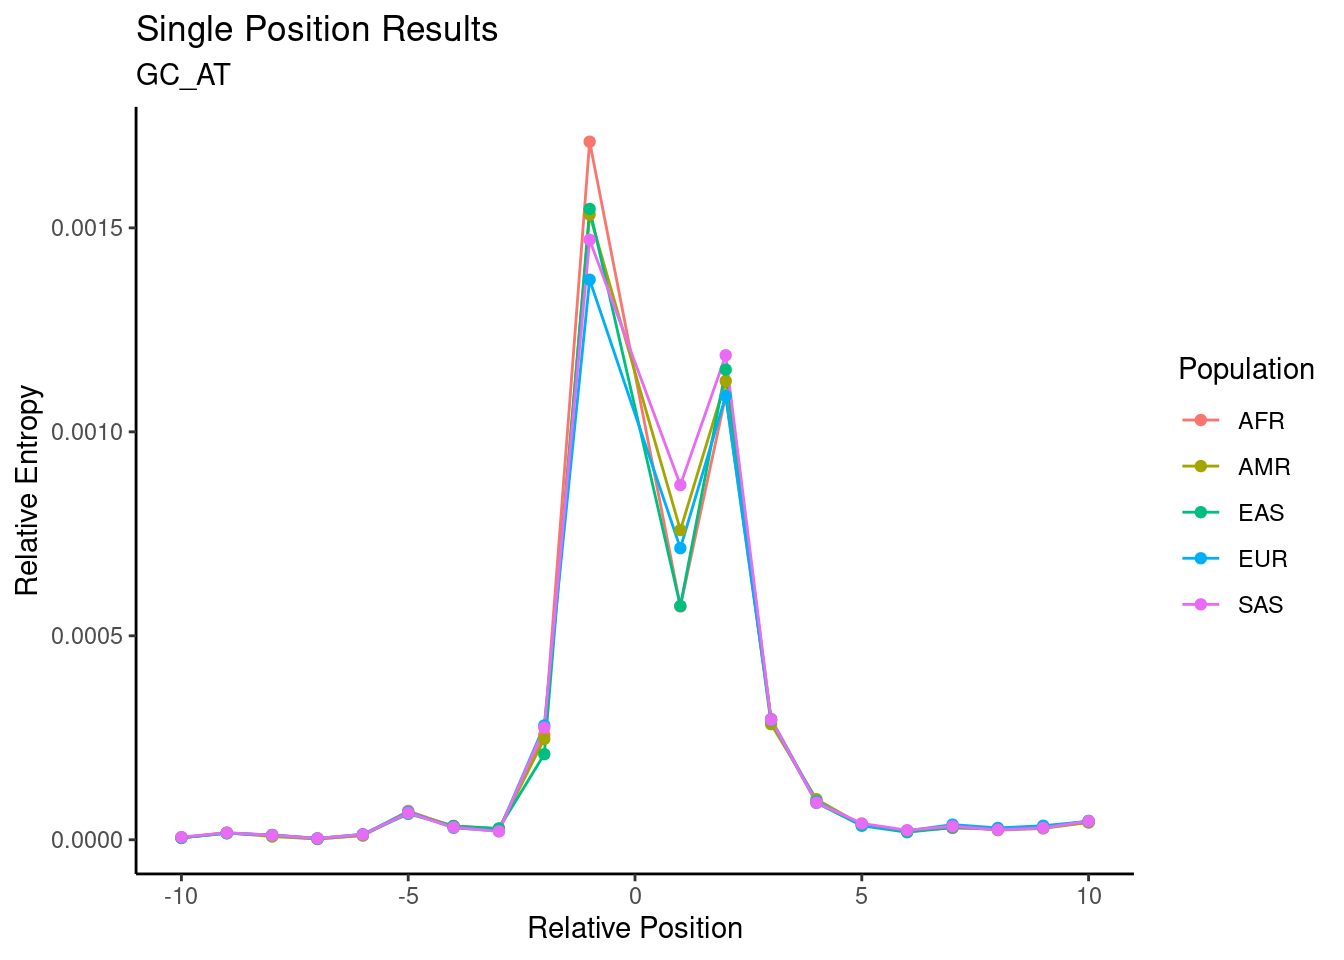 Single Position Results
GC_AT
0.0015
0.0010
0.0005
0.0000
Relative Entropy
-10
-5
0
5
10
Relative Position
Population
AFR
AMR
EAS
EUR
SAS